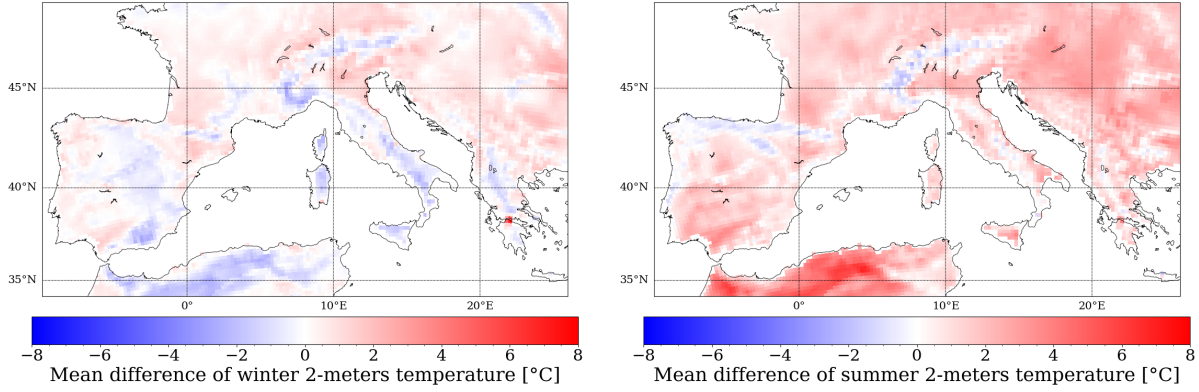 45°N
40°N
35°N
0°
10°E
20°E
−8
−6
−4
−2
0
2
4
6
8
Mean difference of winter 2-meters temperature [°C]
45°N
40°N
35°N
0°
10°E
20°E
−8
−6
−4
−2
0
2
4
6
8
Mean difference of summer 2-meters temperature [°C]